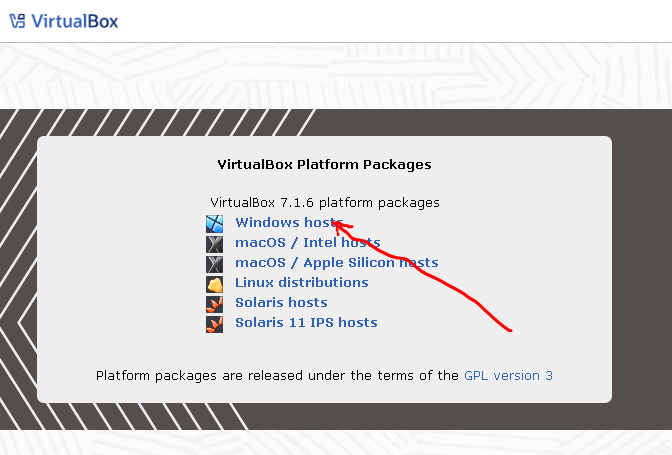 VirtualBox
VirtualBox Platform Packages
VirtualBox 7.1.6 platform packages
Windows hosts
macOS / Intel hosts
macOS / Apple Silicon hosts
Linux distributions
Solaris hosts
Solaris 11 IPS hosts
Platform packages are released under the terms of the GPL version 3